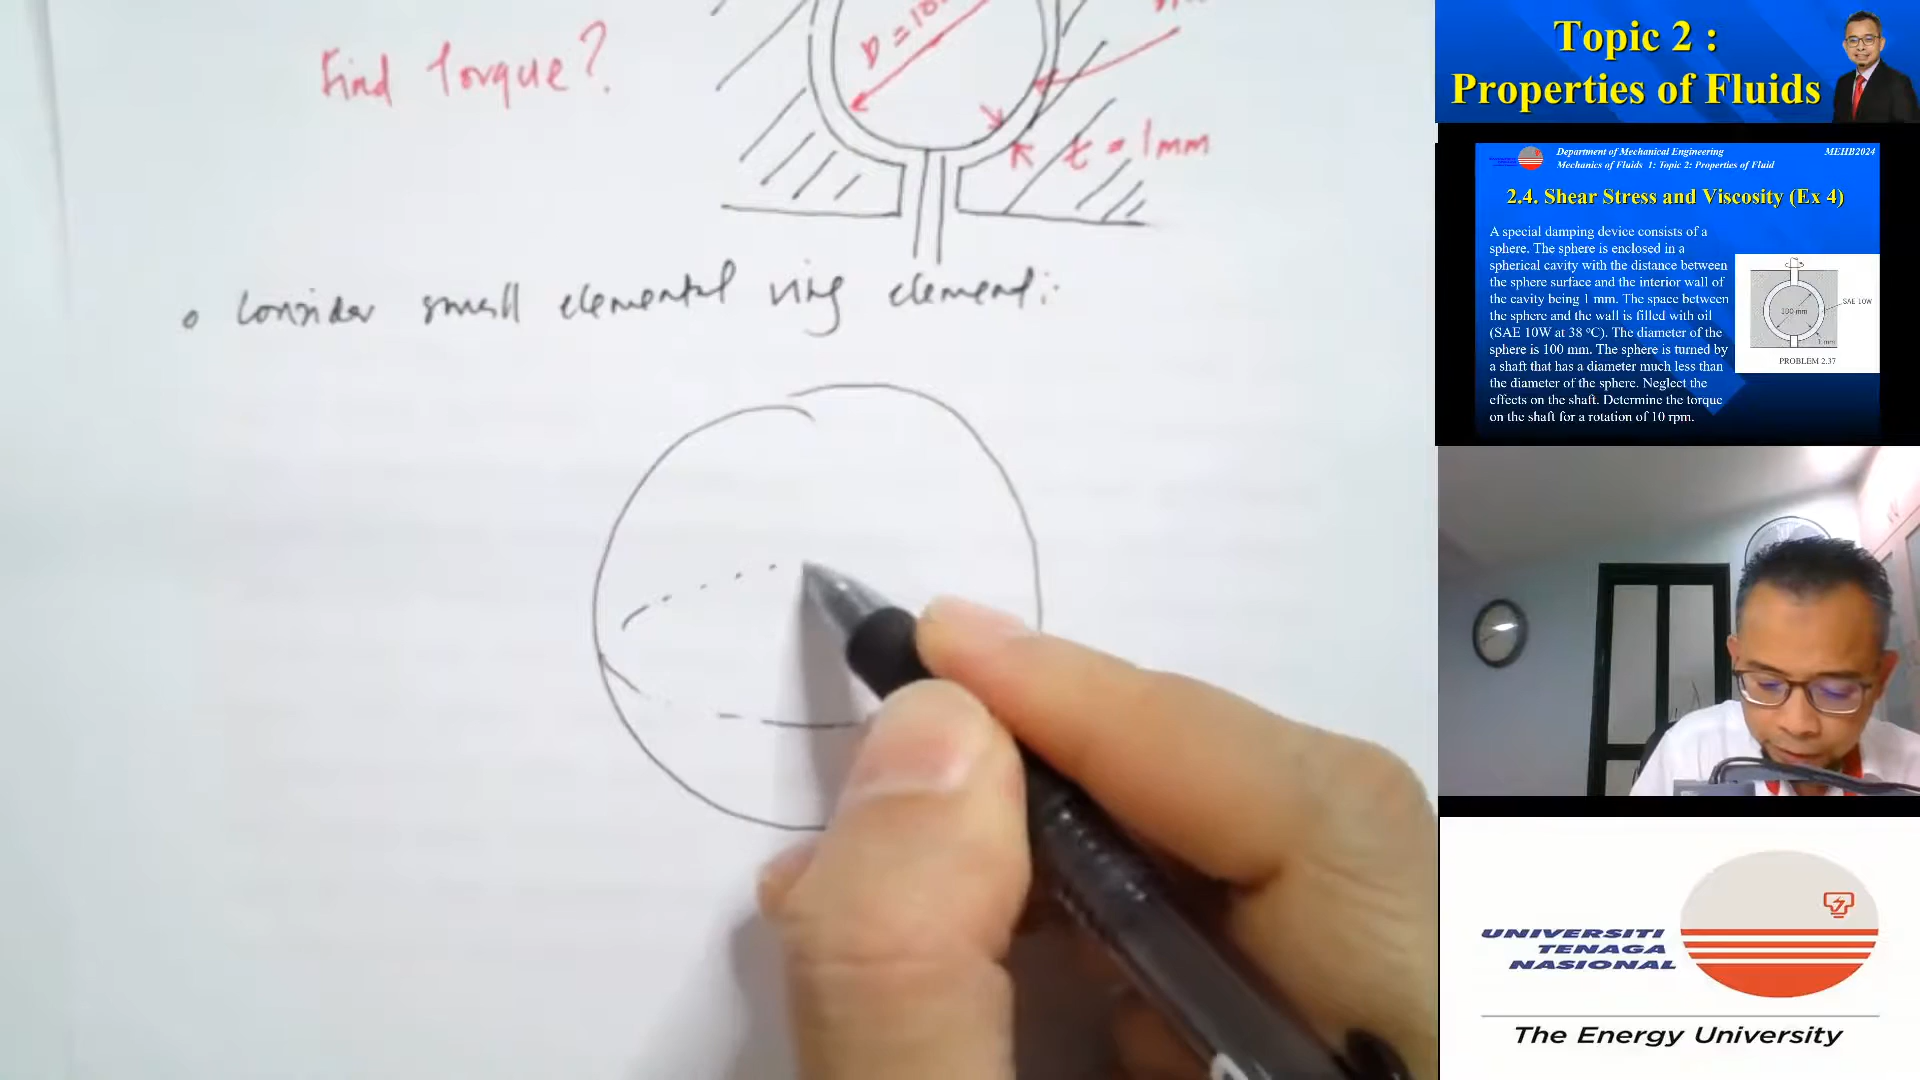 Find Torque?
D = 10
t = 1mm
• Consider small elemental ring element:
Topic 2 :
Properties of Fluids
Department of Mechanical Engineering
MEHB2024
Mechanics of Fluids 1: Topic 2: Properties of Fluid
2.4. Shear Stress and Viscosity (Ex 4)
A special damping device consists of a
sphere. The sphere is enclosed in a
spherical cavity with the distance between
the sphere surface and the interior wall of
the cavity being 1 mm. The space between
the sphere and the wall is filled with oil
(SAE 10W at 38 °C). The diameter of the
sphere is 100 mm. The sphere is turned by
a shaft that has a diameter much less than
the diameter of the sphere. Neglect the
effects on the shaft. Determine the torque
on the shaft for a rotation of 10 rpm.
SAE 10W
100 mm
1 mm
PROBLEM 2.37
UNIVERSITI
TENAGA
NASIONAL
The Energy University